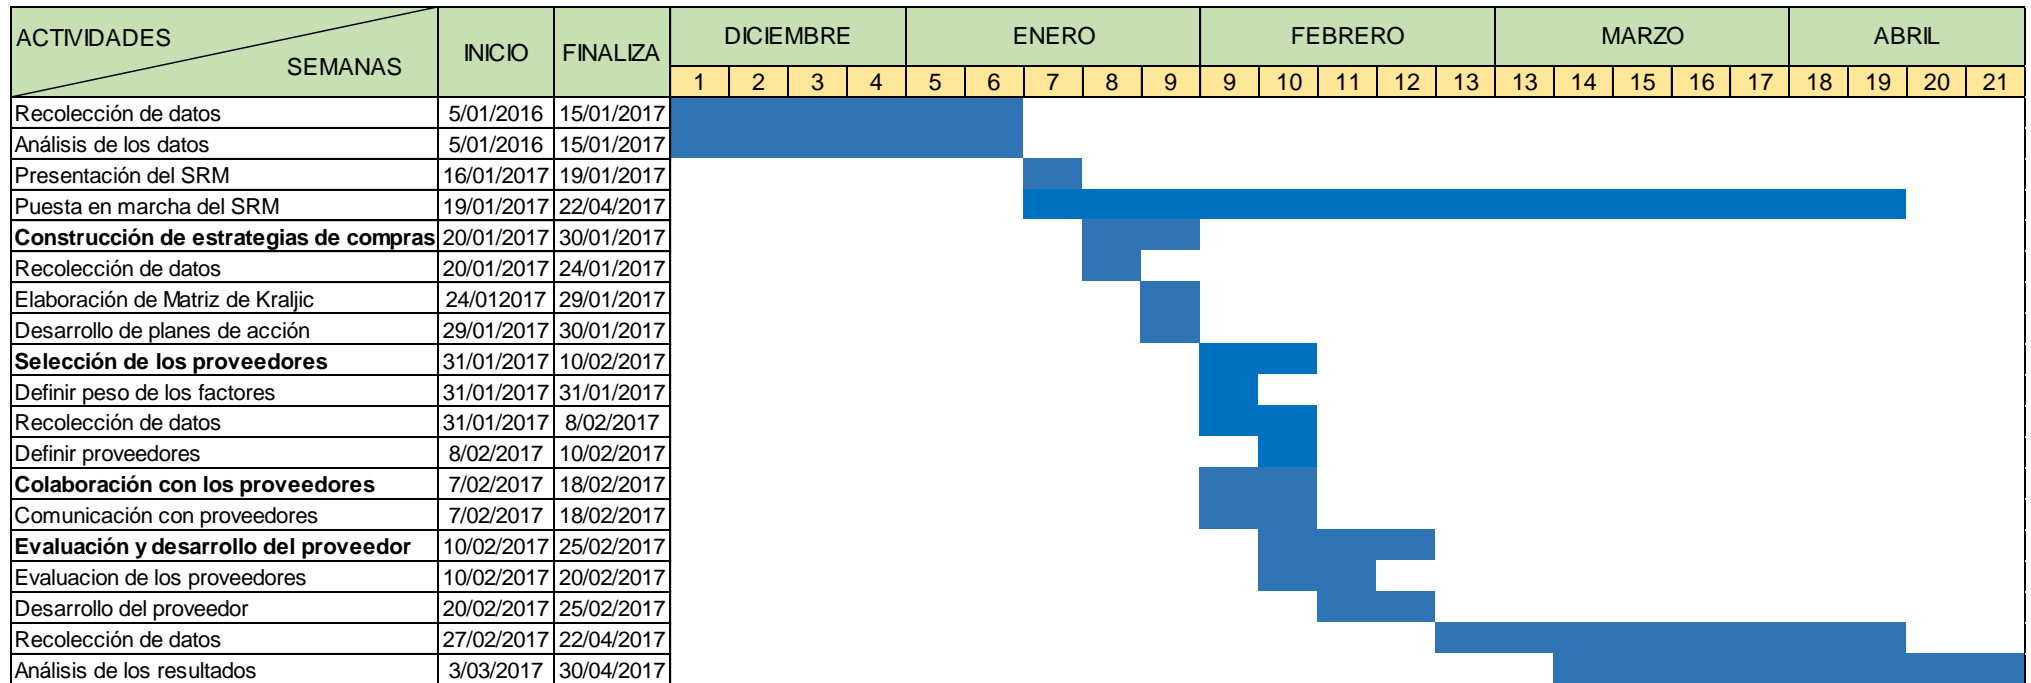 ACTIVIDADES SEMANAS INICIO FINALIZA DICIEMBRE ENERO FEBRERO MARZO ABRIL
1 2 3 4 5 6 7 8 9 9 10 11 12 13 13 14 15 16 17 18 19 20 21
Recolección de datos 5/01/2016 15/01/2017
Análisis de los datos 5/01/2016 15/01/2017
Presentación del SRM 16/01/2017 19/01/2017
Puesta en marcha del SRM 19/01/2017 22/04/2017
Construcción de estrategias de compras 20/01/2017 30/01/2017
Recolección de datos 20/01/2017 24/01/2017
Elaboración de Matriz de Kraljic 24/012017 29/01/2017
Desarrollo de planes de acción 29/01/2017 30/01/2017
Selección de los proveedores 31/01/2017 10/02/2017
Definir peso de los factores 31/01/2017 31/01/2017
Recolección de datos 31/01/2017 8/02/2017
Definir proveedores 8/02/2017 10/02/2017
Colaboración con los proveedores 7/02/2017 18/02/2017
Comunicación con proveedores 7/02/2017 18/02/2017
Evaluación y desarrollo del proveedor 10/02/2017 25/02/2017
Evaluacion de los proveedores 10/02/2017 20/02/2017
Desarrollo del proveedor 20/02/2017 25/02/2017
Recolección de datos 27/02/2017 22/04/2017
Análisis de los resultados 3/03/2017 30/04/2017